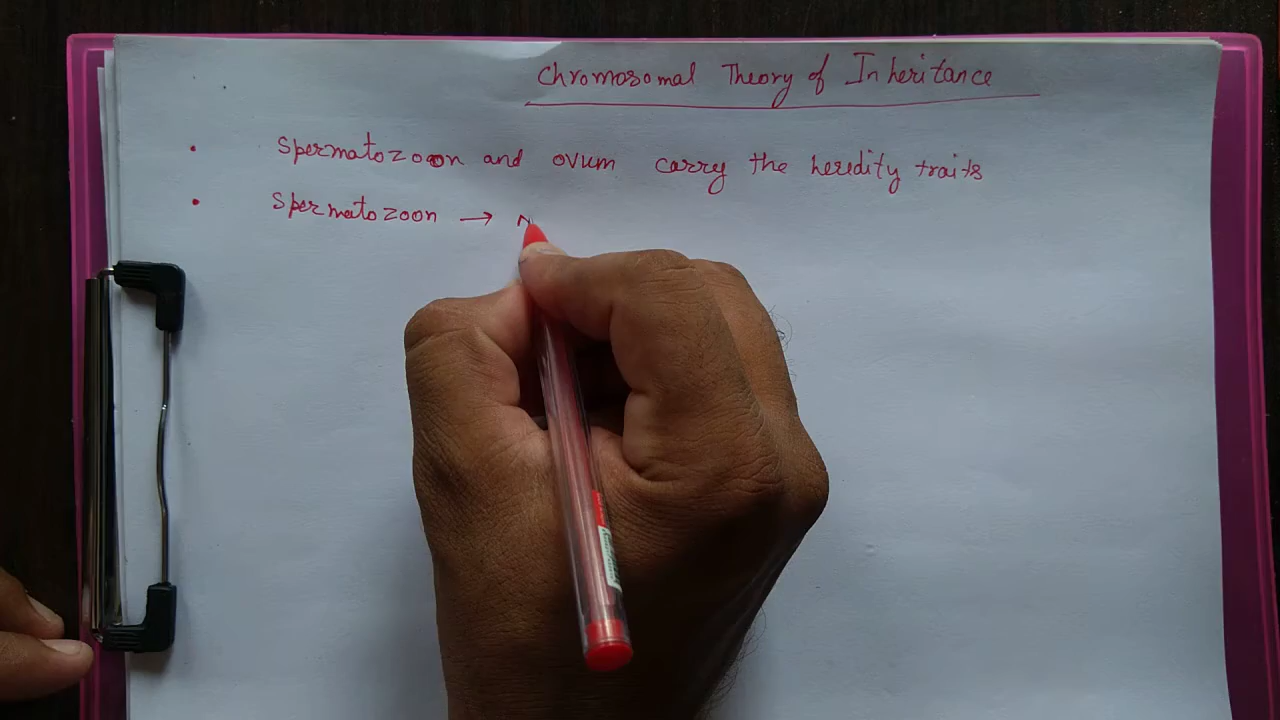 Chromosomal Theory of Inheritance
• Spermatozoon and ovum carry the heredity traits
• Spermatozoon → N